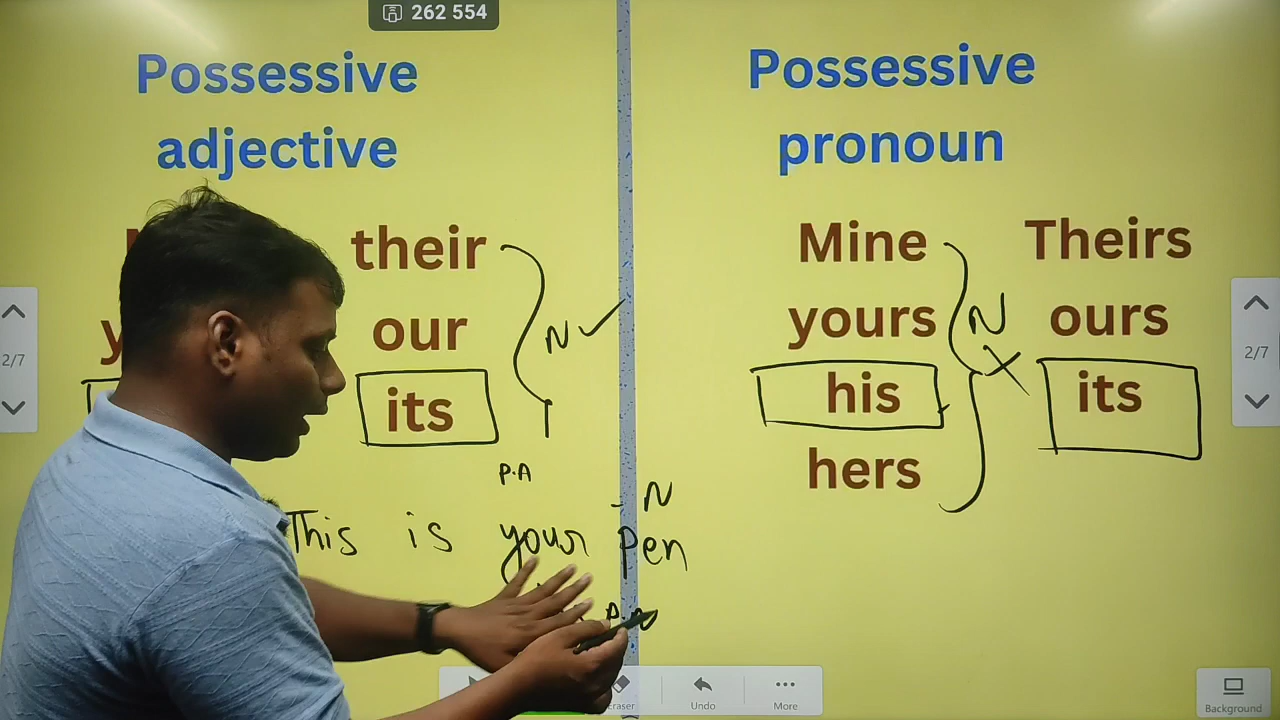 262 554
Possessive
adjective
their
our
its
N
P.A
N
This is your pen
Possessive
pronoun
Mine
yours
his
hers
Theirs
ours
its
N
2/7
2/7
Undo
More
Background